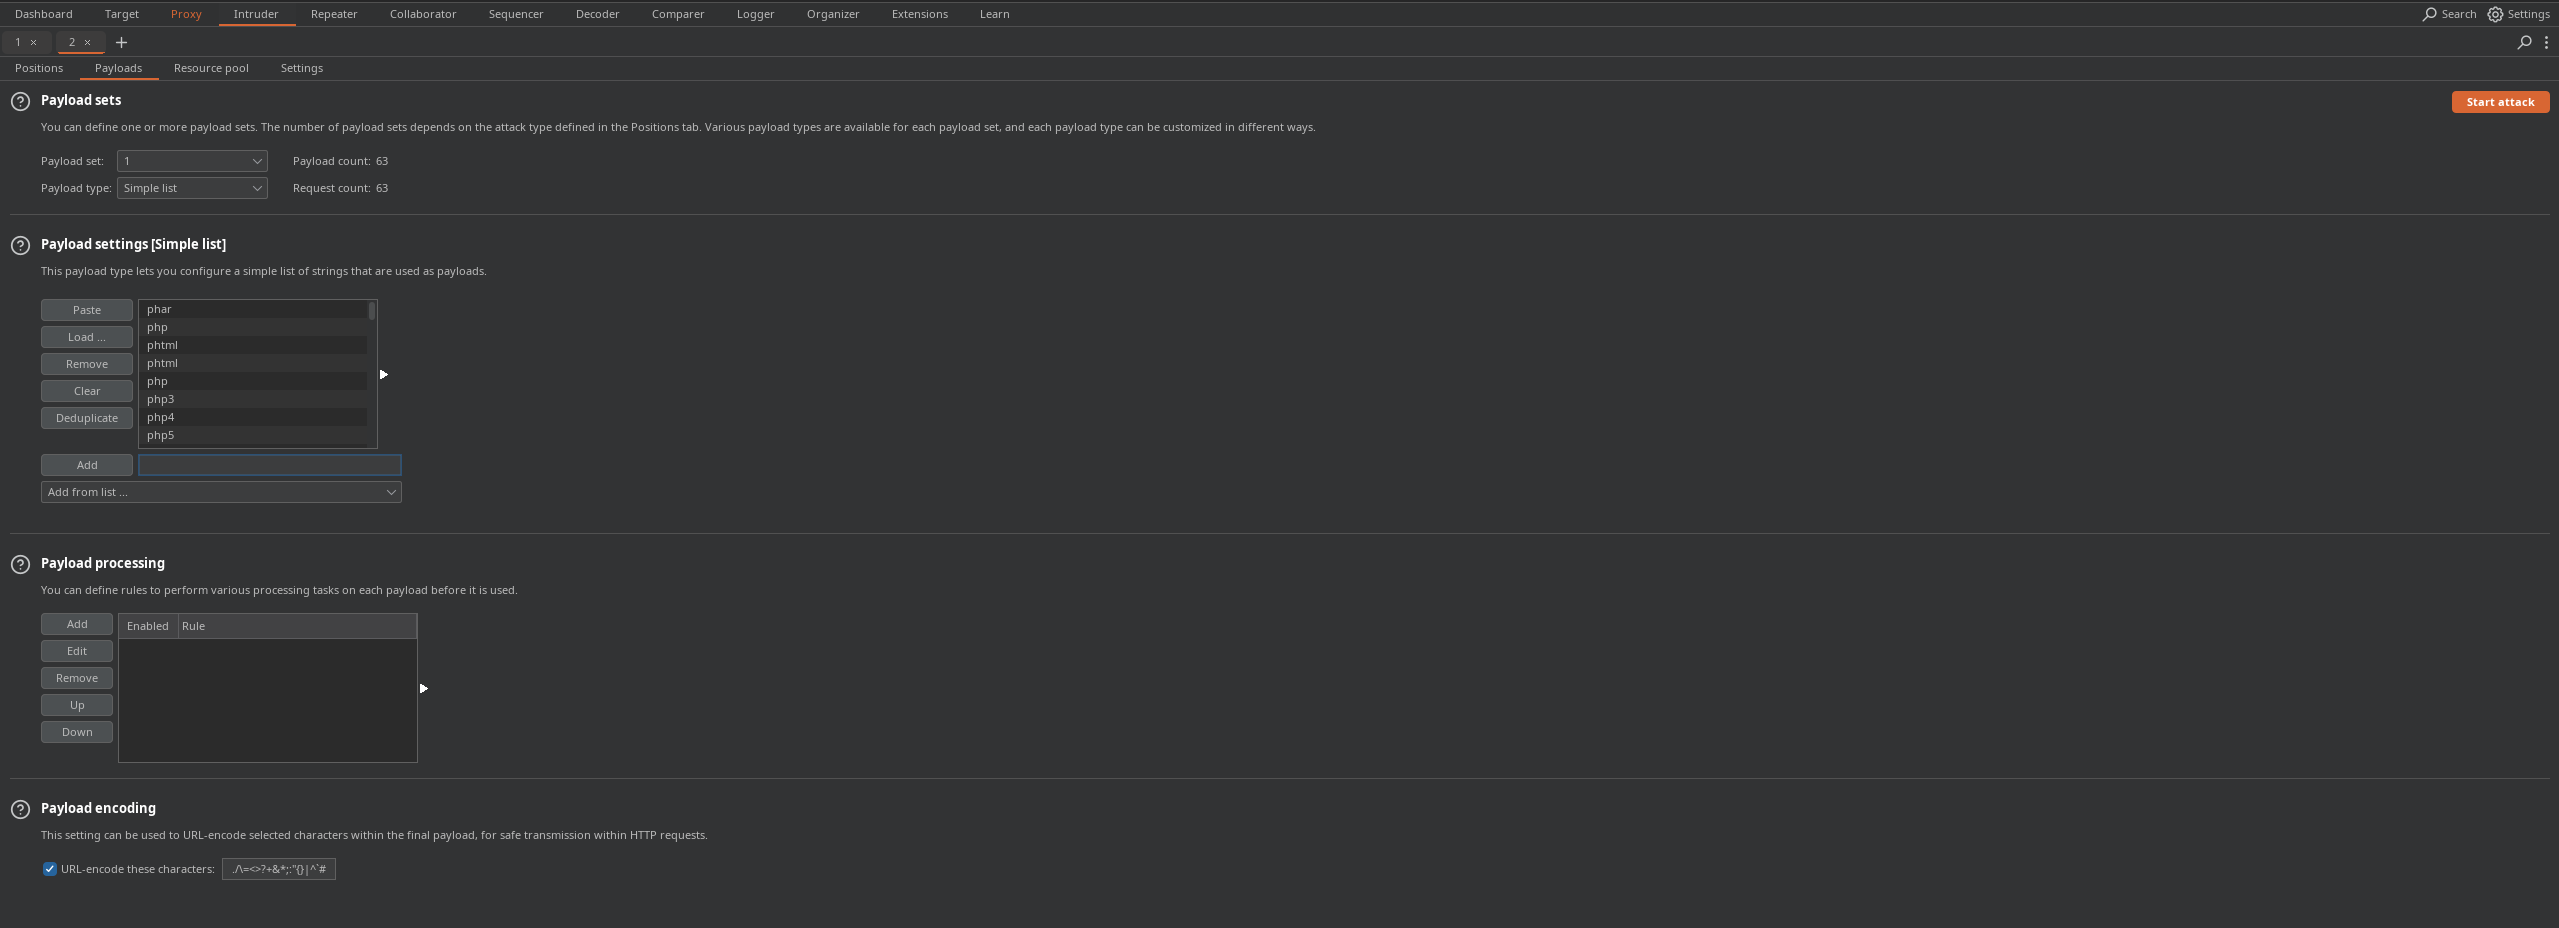 Dashboard Target Proxy Intruder Repeater Collaborator Sequencer Decoder Comparer Logger Organizer Extensions Learn Search Settings
1 × 2 × +
Positions Payloads Resource pool Settings
? Payload sets Start attack
You can define one or more payload sets. The number of payload sets depends on the attack type defined in the Positions tab. Various payload types are available for each payload set, and each payload type can be customized in different ways.
Payload set: 1 Payload count: 63
Payload type: Simple list Request count: 63
? Payload settings [Simple list]
This payload type lets you configure a simple list of strings that are used as payloads.
Paste phar
php
Load ... phtml
Remove phtml
php
Clear php3
Deduplicate php4
php5
Add
Add from list ...
? Payload processing
You can define rules to perform various processing tasks on each payload before it is used.
Add Enabled Rule
Edit
Remove
Up
Down
? Payload encoding
This setting can be used to URL-encode selected characters within the final payload, for safe transmission within HTTP requests.
URL-encode these characters: ./\=<>?+&*;:"{}|^`#